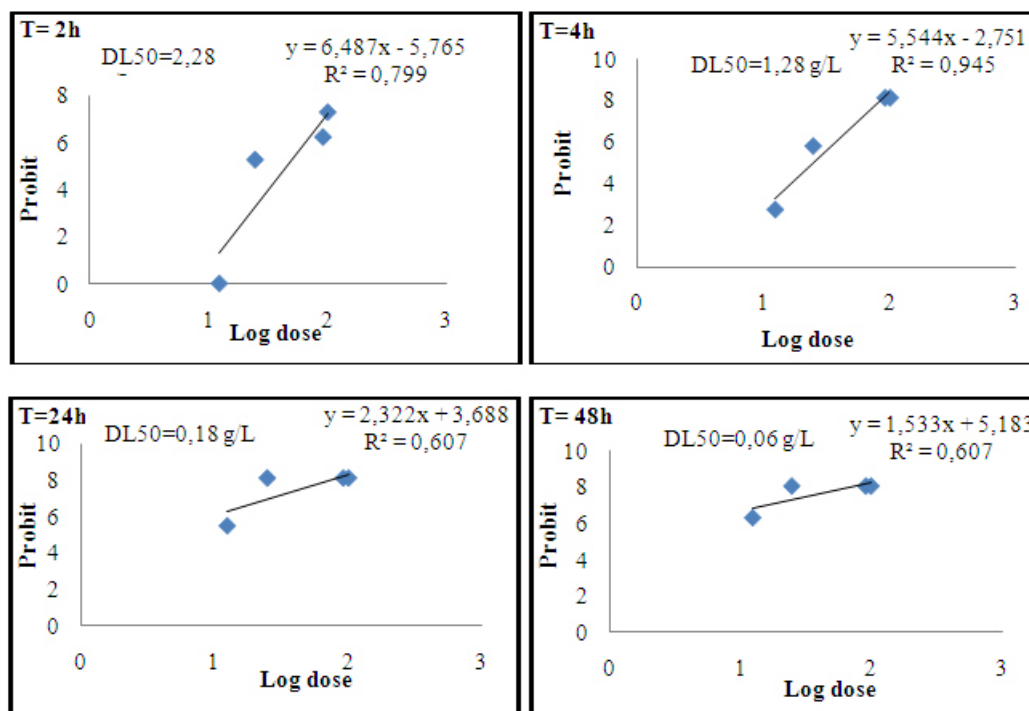 T= 2h
DL50=2,28
y = 6,487x - 5,765
R² = 0,799
8
6
4
2
0
Probit
0 1 2 3
Log dose
T=4h
DL50=1,28 g/L
y = 5,544x - 2,751
R² = 0,945
10
8
6
4
2
0
Probit
0 1 2 3
Log dose
T=24h
DL50=0,18 g/L
y = 2,322x + 3,688
R² = 0,607
10
8
6
4
2
0
Probit
0 1 2 3
Log dose
T= 48h
DL50=0,06 g/L
y = 1,533x + 5,183
R² = 0,607
10
8
6
4
2
0
Probit
0 1 2 3
Log dose